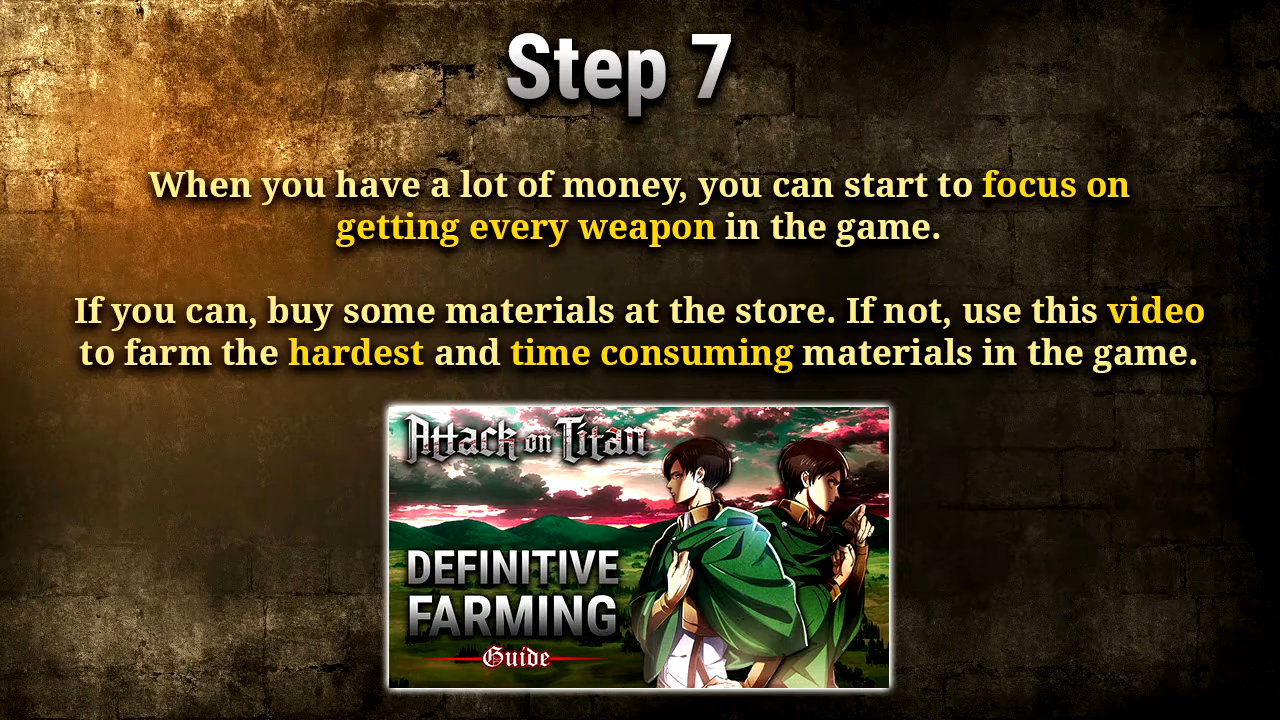 Step 7
When you have a lot of money, you can start to focus on
getting every weapon in the game.
If you can, buy some materials at the store. If not, use this video
to farm the hardest and time consuming materials in the game.
Attack on Titan
DEFINITIVE
FARMING
Guide